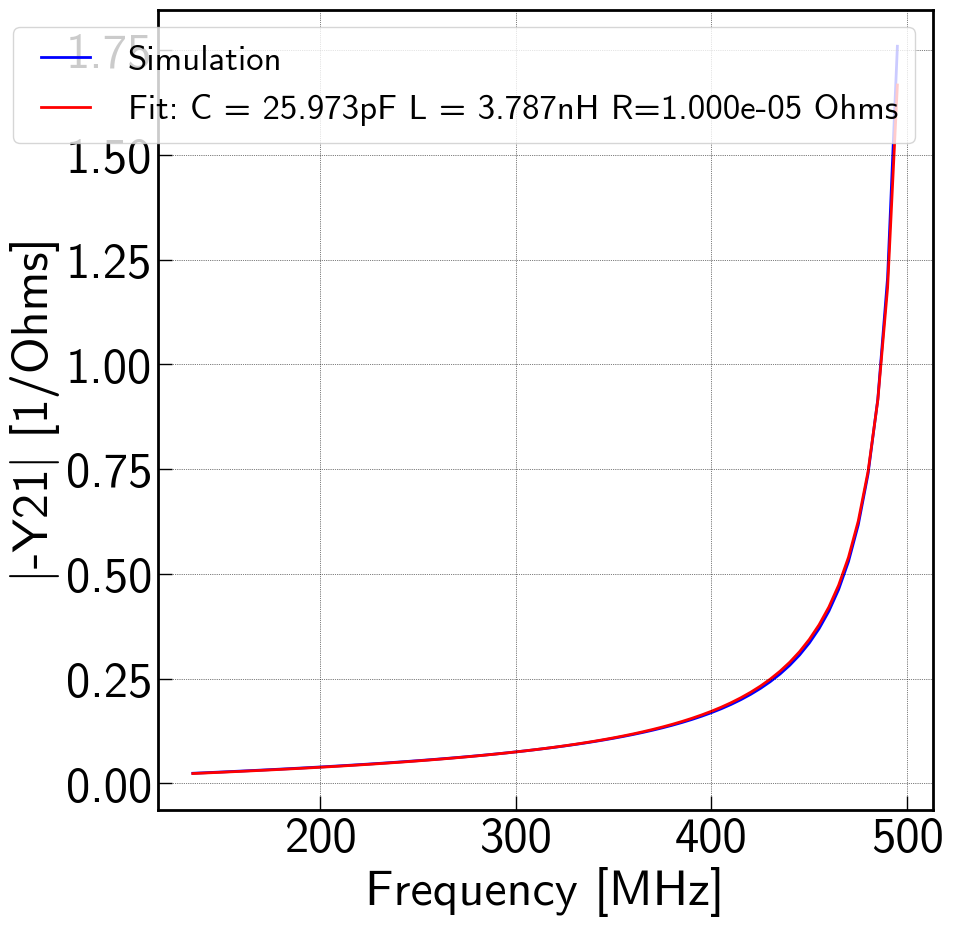 1.75
Simulation
Fit: C = 25.973pF L = 3.787nH R=1.000e-05 Ohms
1.50
1.25
1.00
0.75
0.50
0.25
0.00
|-Y21| [1/Ohms]
200 300 400 500
Frequency [MHz]